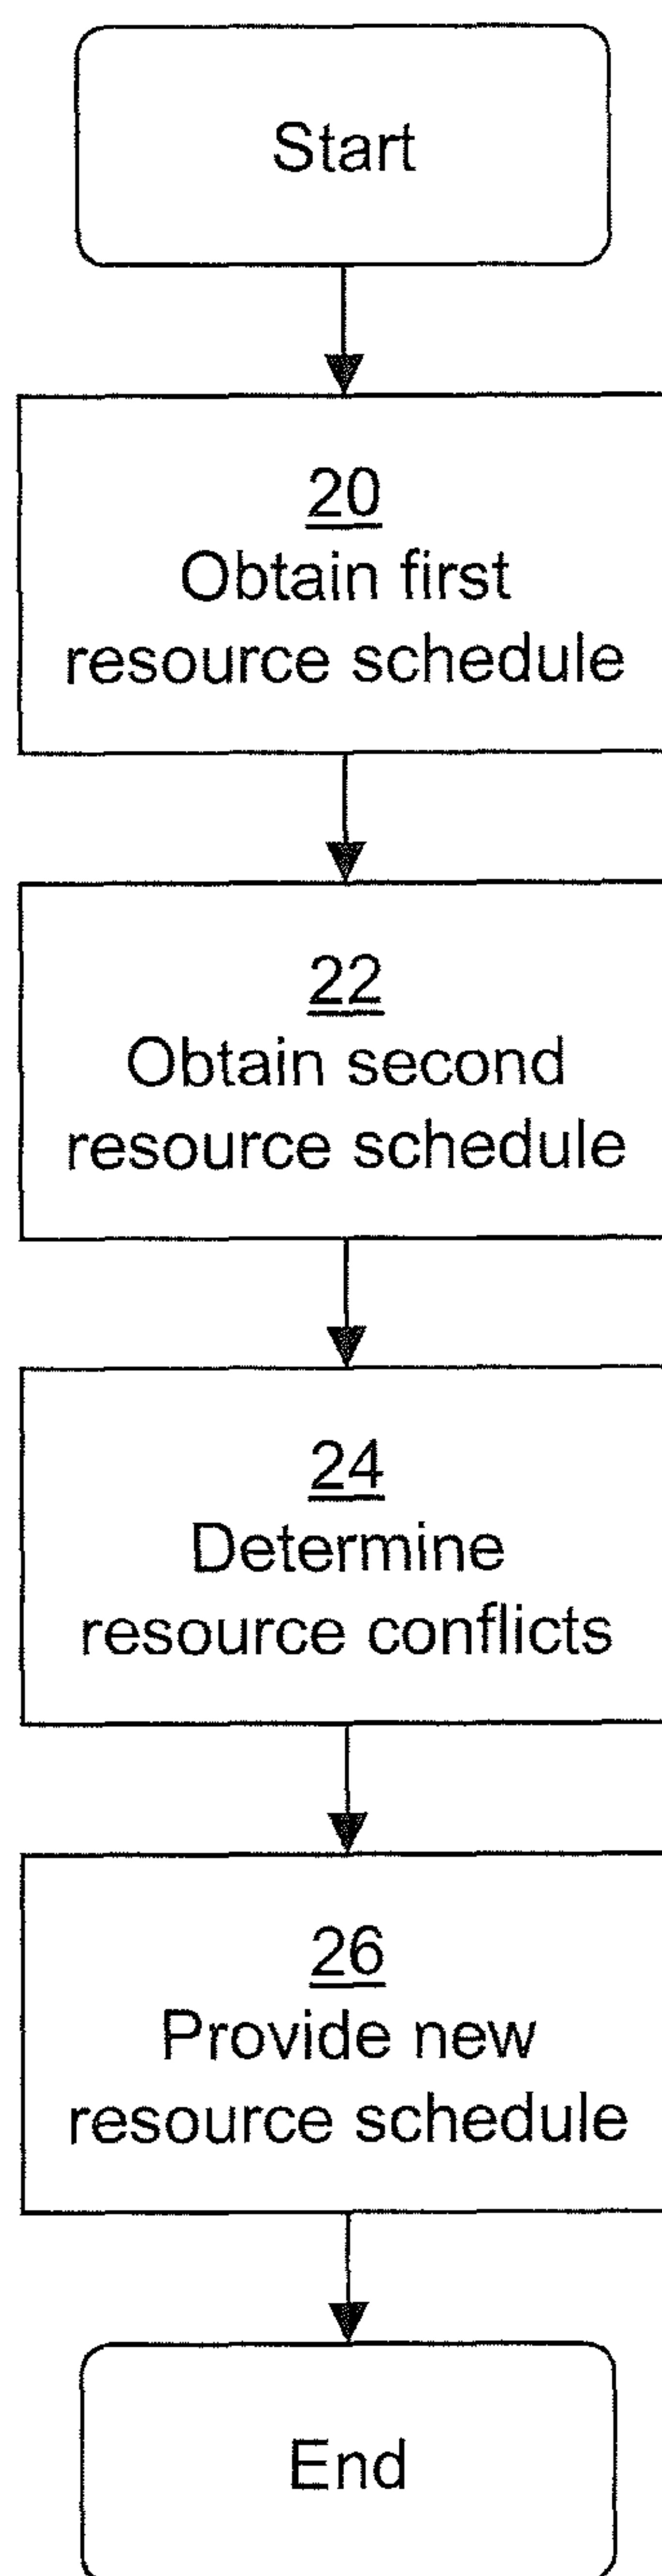 Start
20
Obtain first
resource schedule
22
Obtain second
resource schedule
24
Determine
resource conflicts
26
Provide new
resource schedule
End